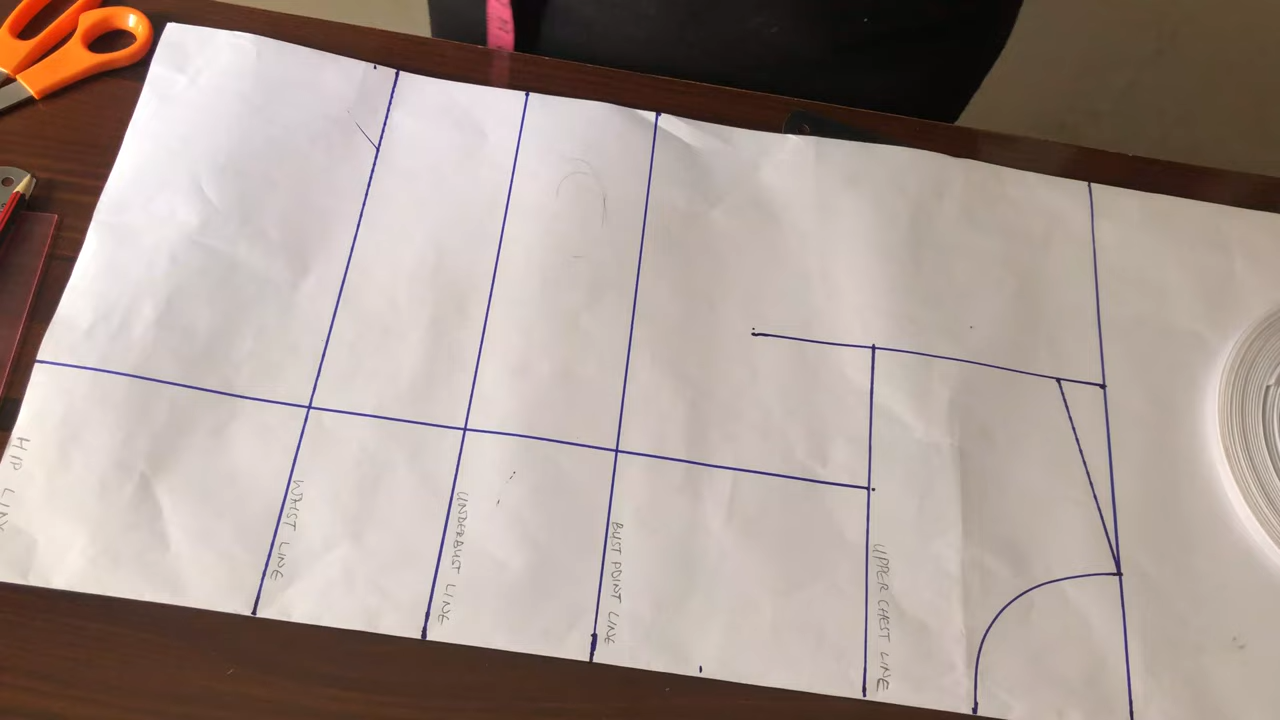 HIP LINE
WAIST LINE
UNDERBUST LINE
BUST POINT LINE
UPPER CHEST LINE